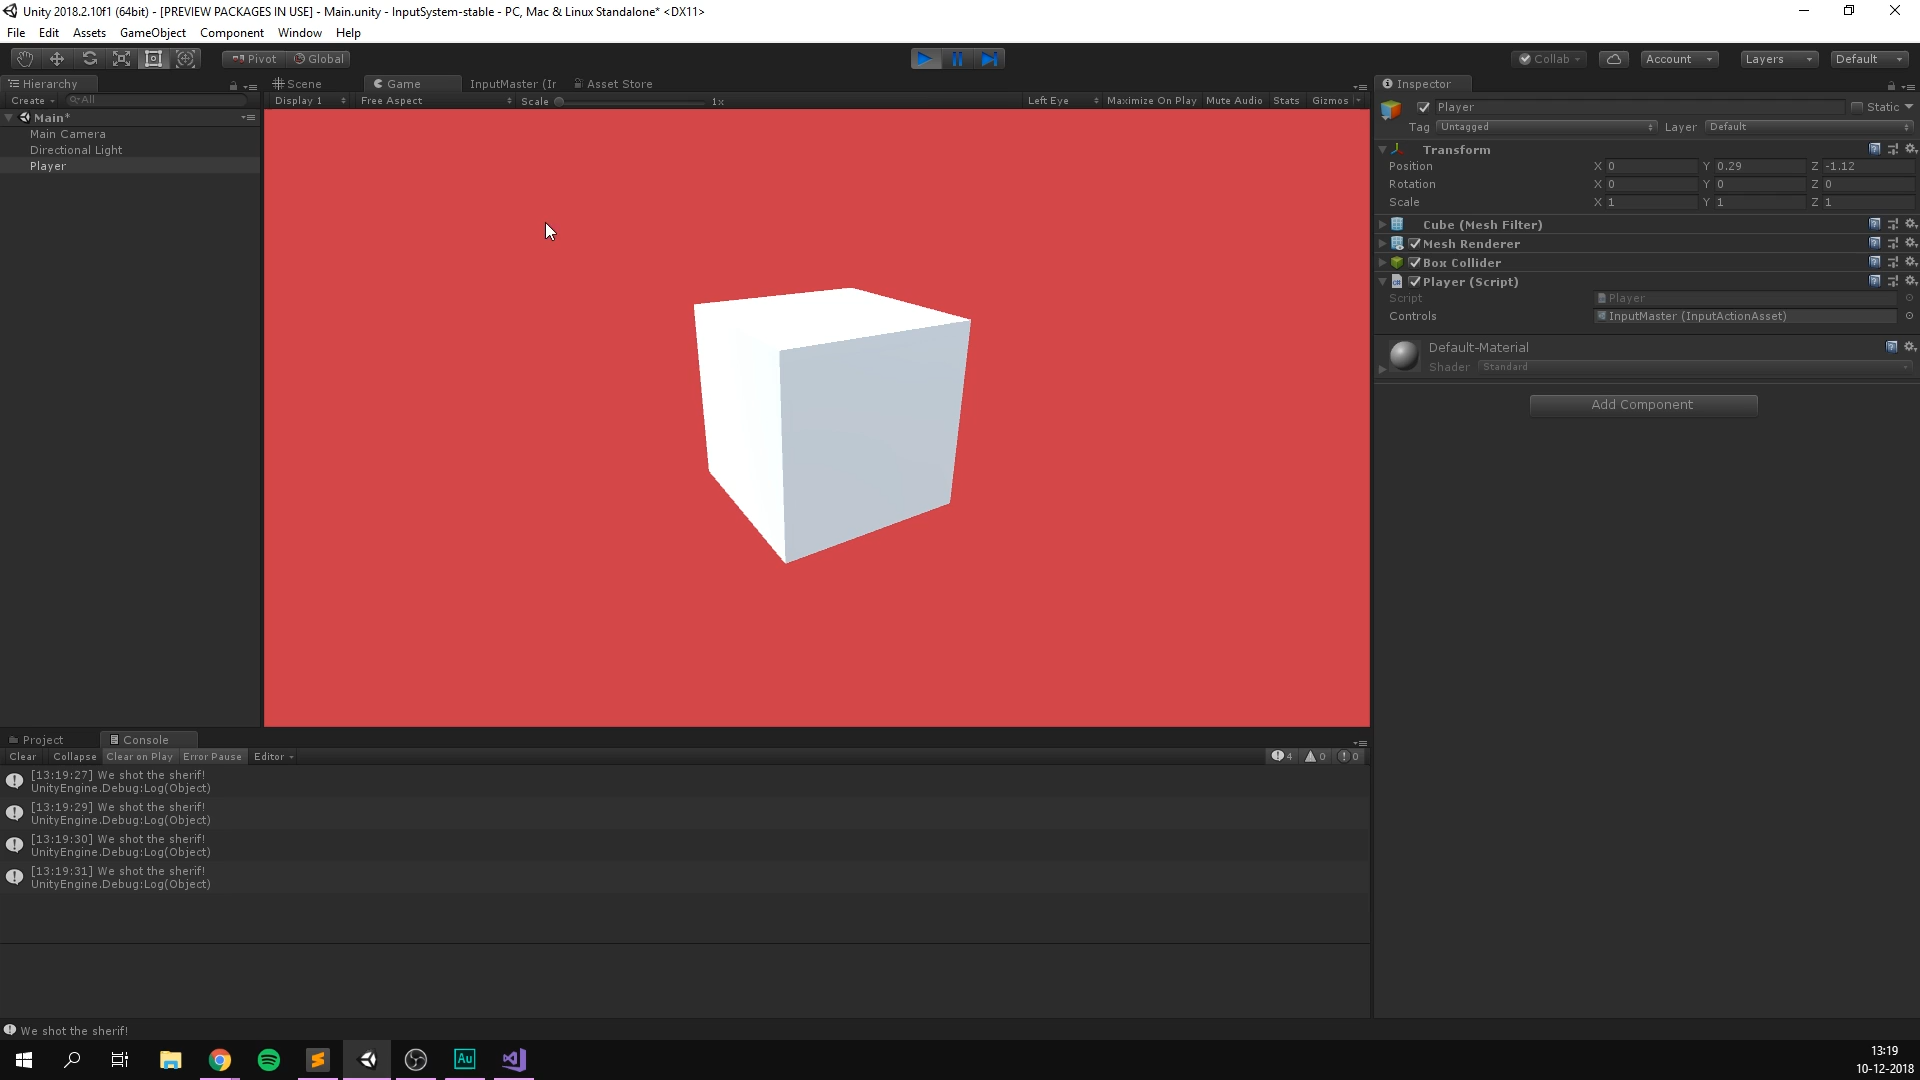 Unity 2018.2.10f1 (64bit) - [PREVIEW PACKAGES IN USE] - Main.unity - InputSystem-stable - PC, Mac & Linux Standalone* <DX11>
File Edit Assets GameObject Component Window Help
Pivot Global Collab Account Layers Default
Hierarchy Scene Game InputMaster (Ir Asset Store Inspector
Create All Display 1 Free Aspect Scale 1x Left Eye Maximize On Play Mute Audio Stats Gizmos
Player Static
Main*
Tag Untagged Layer Default
Main Camera
Directional Light
Player
Transform
Position X 0 Y 0.29 Z -1.12
Rotation X 0 Y 0 Z 0
Scale X 1 Y 1 Z 1
Cube (Mesh Filter)
Mesh Renderer
Box Collider
Player (Script)
Script Player
Controls InputMaster (InputActionAsset)
Default-Material
Shader Standard
Add Component
Project Console
Clear Collapse Clear on Play Error Pause Editor 4 0 0
[13:19:27] We shot the sherif!
UnityEngine.Debug:Log(Object)
[13:19:29] We shot the sherif!
UnityEngine.Debug:Log(Object)
[13:19:30] We shot the sherif!
UnityEngine.Debug:Log(Object)
[13:19:31] We shot the sherif!
UnityEngine.Debug:Log(Object)
We shot the sherif!
Au
13:19
10-12-2018